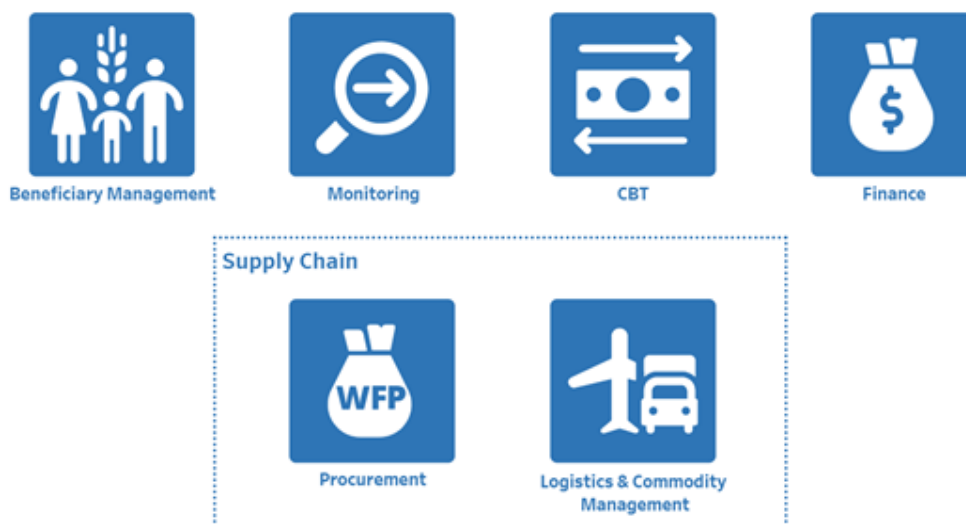 Beneficiary Management
Monitoring
CBT
$
Finance
Supply Chain
WFP
Procurement
Logistics & Commodity
Management